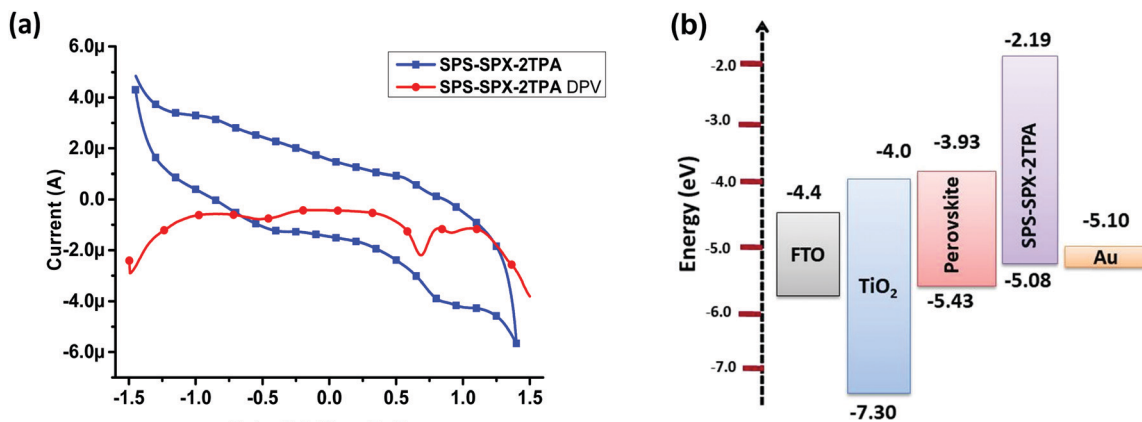 (a)
6.0µ
4.0µ
2.0µ
0.0
-2.0µ
-4.0µ
-6.0µ
Current (A)
SPS-SPX-2TPA
SPS-SPX-2TPA DPV
-1.5
-1.0
-0.5
0.0
0.5
1.0
1.5
(b)
Energy (eV)
-2.0
-3.0
-4.0
-5.0
-6.0
-7.0
-4.4
FTO
-4.0
TiO₂
-7.30
-3.93
Perovskite
-5.43
-2.19
SPS-SPX-2TPA
-5.08
-5.10
Au